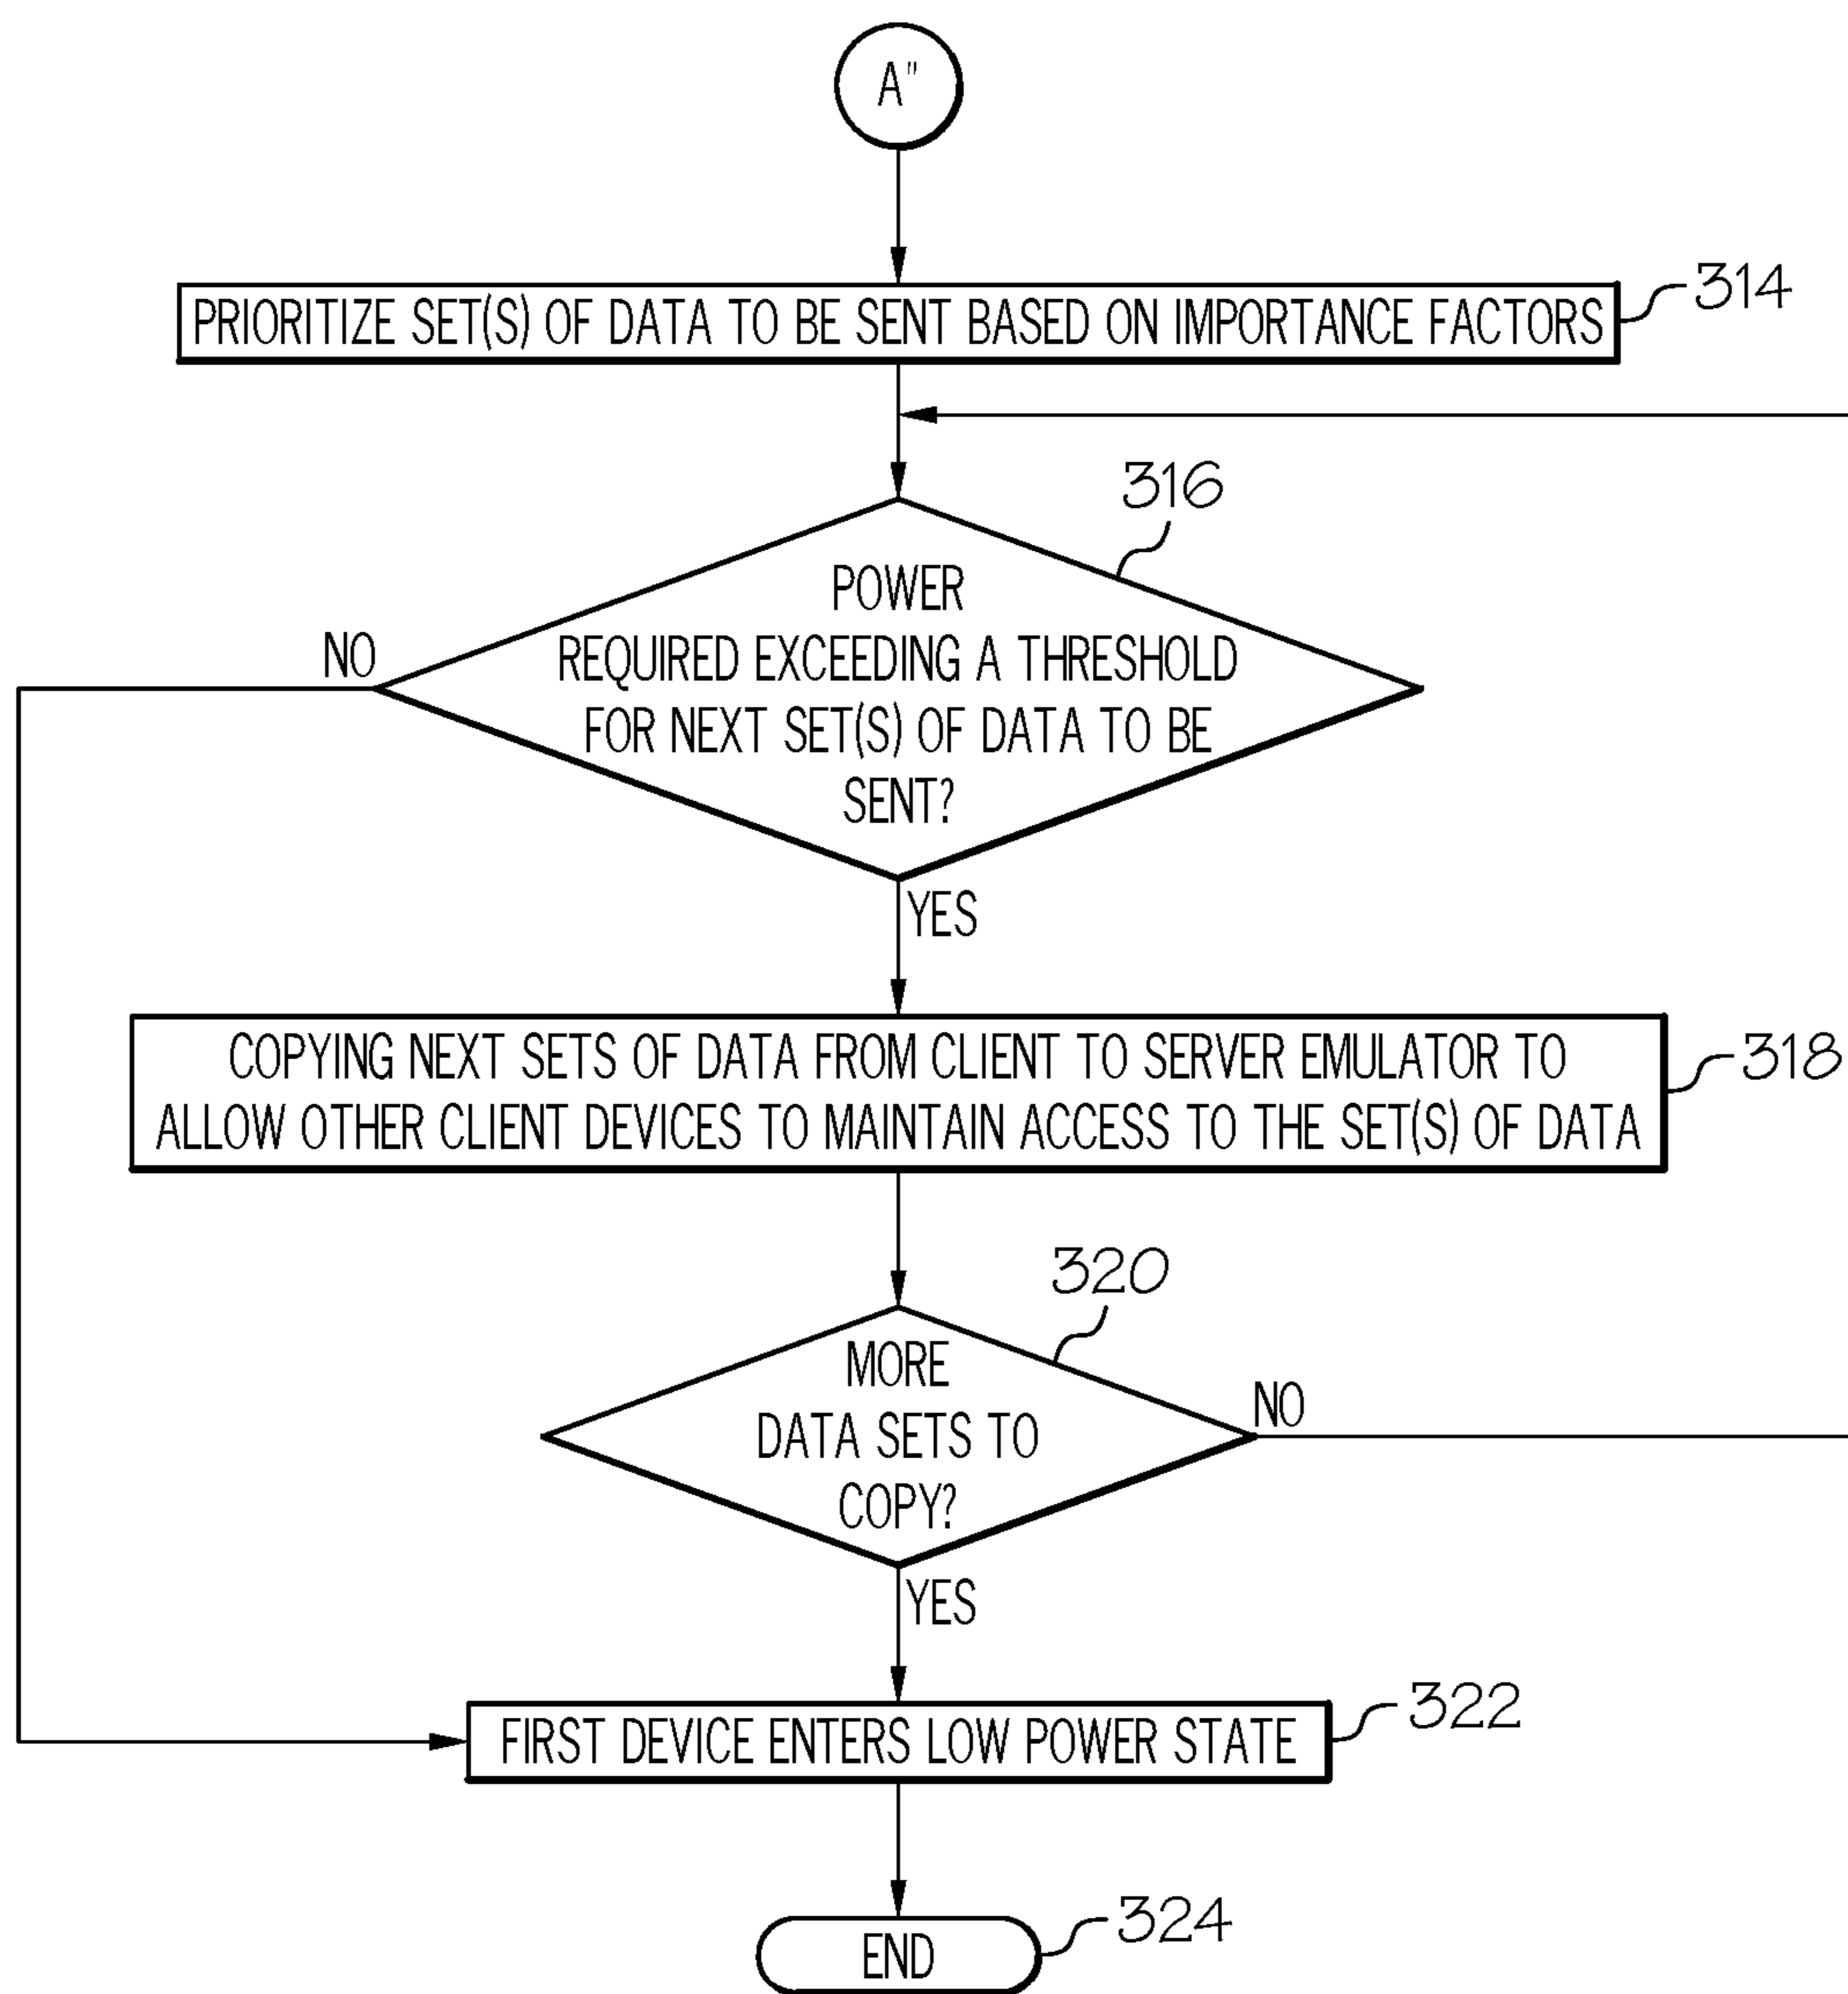 A"
PRIORITIZE SET(S) OF DATA TO BE SENT BASED ON IMPORTANCE FACTORS
314
316
POWER
REQUIRED EXCEEDING A THRESHOLD
FOR NEXT SET(S) OF DATA TO BE
SENT?
NO
YES
COPYING NEXT SETS OF DATA FROM CLIENT TO SERVER EMULATOR TO
ALLOW OTHER CLIENT DEVICES TO MAINTAIN ACCESS TO THE SET(S) OF DATA
318
320
MORE
DATA SETS TO
COPY?
NO
YES
FIRST DEVICE ENTERS LOW POWER STATE
322
END
324